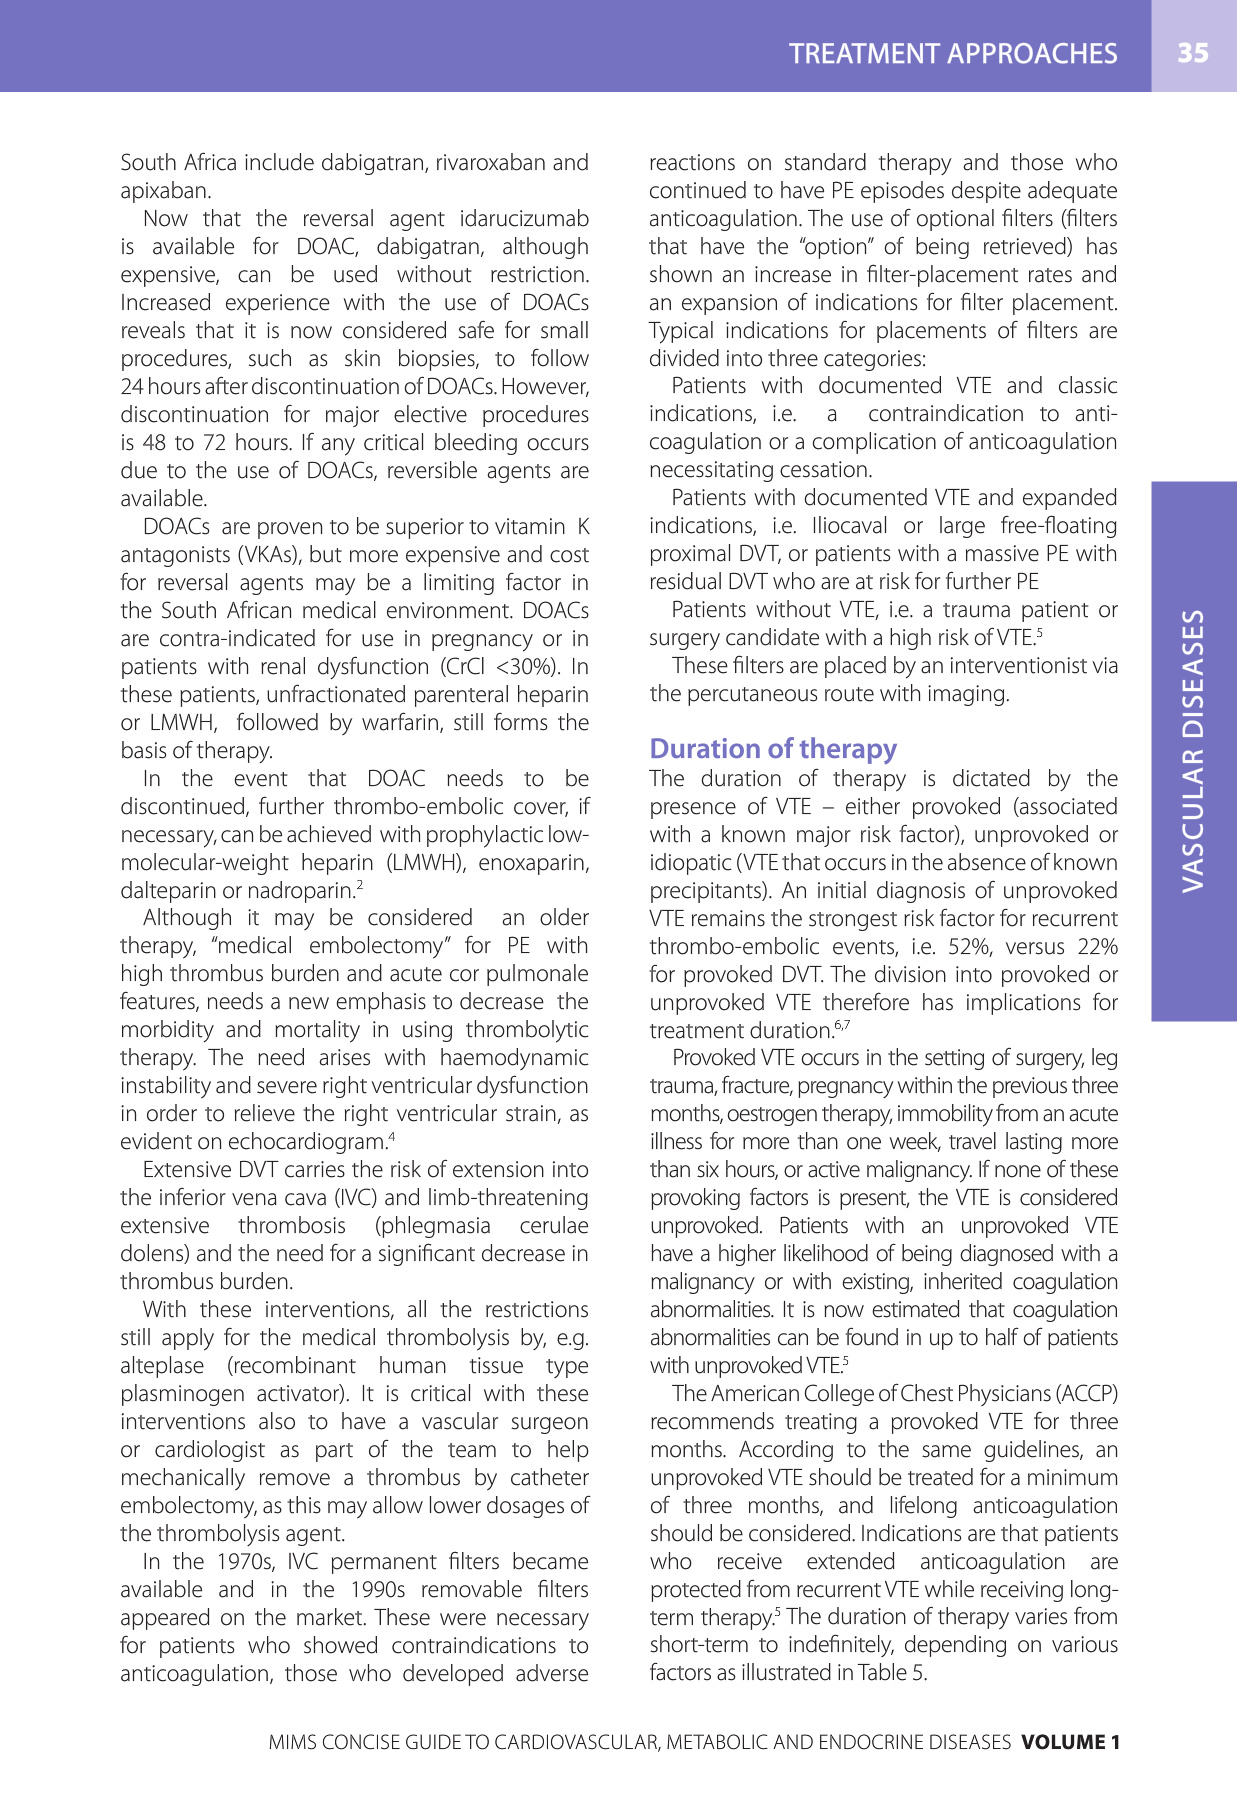 TREATMENT APPROACHES 35
South Africa include dabigatran, rivaroxaban and
apixaban.
Now that the reversal agent idarucizumab
is available for DOAC, dabigatran, although
expensive, can be used without restriction.
Increased experience with the use of DOACs
reveals that it is now considered safe for small
procedures, such as skin biopsies, to follow
24 hours after discontinuation of DOACs. However,
discontinuation for major elective procedures
is 48 to 72 hours. If any critical bleeding occurs
due to the use of DOACs, reversible agents are
available.
DOACs are proven to be superior to vitamin K
antagonists (VKAs), but more expensive and cost
for reversal agents may be a limiting factor in
the South African medical environment. DOACs
are contra-indicated for use in pregnancy or in
patients with renal dysfunction (CrCl <30%). In
these patients, unfractionated parenteral heparin
or LMWH, followed by warfarin, still forms the
basis of therapy.
In the event that DOAC needs to be
discontinued, further thrombo-embolic cover, if
necessary, can be achieved with prophylactic low-
molecular-weight heparin (LMWH), enoxaparin,
dalteparin or nadroparin.2
Although it may be considered an older
therapy, “medical embolectomy” for PE with
high thrombus burden and acute cor pulmonale
features, needs a new emphasis to decrease the
morbidity and mortality in using thrombolytic
therapy. The need arises with haemodynamic
instability and severe right ventricular dysfunction
in order to relieve the right ventricular strain, as
evident on echocardiogram.4
Extensive DVT carries the risk of extension into
the inferior vena cava (IVC) and limb-threatening
extensive thrombosis (phlegmasia cerulae
dolens) and the need for a significant decrease in
thrombus burden.
With these interventions, all the restrictions
still apply for the medical thrombolysis by, e.g.
alteplase (recombinant human tissue type
plasminogen activator). It is critical with these
interventions also to have a vascular surgeon
or cardiologist as part of the team to help
mechanically remove a thrombus by catheter
embolectomy, as this may allow lower dosages of
the thrombolysis agent.
In the 1970s, IVC permanent filters became
available and in the 1990s removable filters
appeared on the market. These were necessary
for patients who showed contraindications to
anticoagulation, those who developed adverse
reactions on standard therapy and those who
continued to have PE episodes despite adequate
anticoagulation. The use of optional filters (filters
that have the “option” of being retrieved) has
shown an increase in filter-placement rates and
an expansion of indications for filter placement.
Typical indications for placements of filters are
divided into three categories:
Patients with documented VTE and classic
indications, i.e. a contraindication to anti-
coagulation or a complication of anticoagulation
necessitating cessation.
Patients with documented VTE and expanded
indications, i.e. Iliocaval or large free-floating
proximal DVT, or patients with a massive PE with
residual DVT who are at risk for further PE
Patients without VTE, i.e. a trauma patient or
surgery candidate with a high risk of VTE.5
These filters are placed by an interventionist via
the percutaneous route with imaging.
Duration of therapy
The duration of therapy is dictated by the
presence of VTE – either provoked (associated
with a known major risk factor), unprovoked or
idiopatic (VTE that occurs in the absence of known
precipitants). An initial diagnosis of unprovoked
VTE remains the strongest risk factor for recurrent
thrombo-embolic events, i.e. 52%, versus 22%
for provoked DVT. The division into provoked or
unprovoked VTE therefore has implications for
treatment duration.6,7
Provoked VTE occurs in the setting of surgery, leg
trauma, fracture, pregnancy within the previous three
months, oestrogen therapy, immobility from an acute
illness for more than one week, travel lasting more
than six hours, or active malignancy. If none of these
provoking factors is present, the VTE is considered
unprovoked. Patients with an unprovoked VTE
have a higher likelihood of being diagnosed with a
malignancy or with existing, inherited coagulation
abnormalities. It is now estimated that coagulation
abnormalities can be found in up to half of patients
with unprovoked VTE.5
The American College of Chest Physicians (ACCP)
recommends treating a provoked VTE for three
months. According to the same guidelines, an
unprovoked VTE should be treated for a minimum
of three months, and lifelong anticoagulation
should be considered. Indications are that patients
who receive extended anticoagulation are
protected from recurrent VTE while receiving long-
term therapy.5 The duration of therapy varies from
short-term to indefinitely, depending on various
factors as illustrated in Table 5.
VASCULAR DISEASES
MIMS CONCISE GUIDE TO CARDIOVASCULAR, METABOLIC AND ENDOCRINE DISEASES VOLUME 1